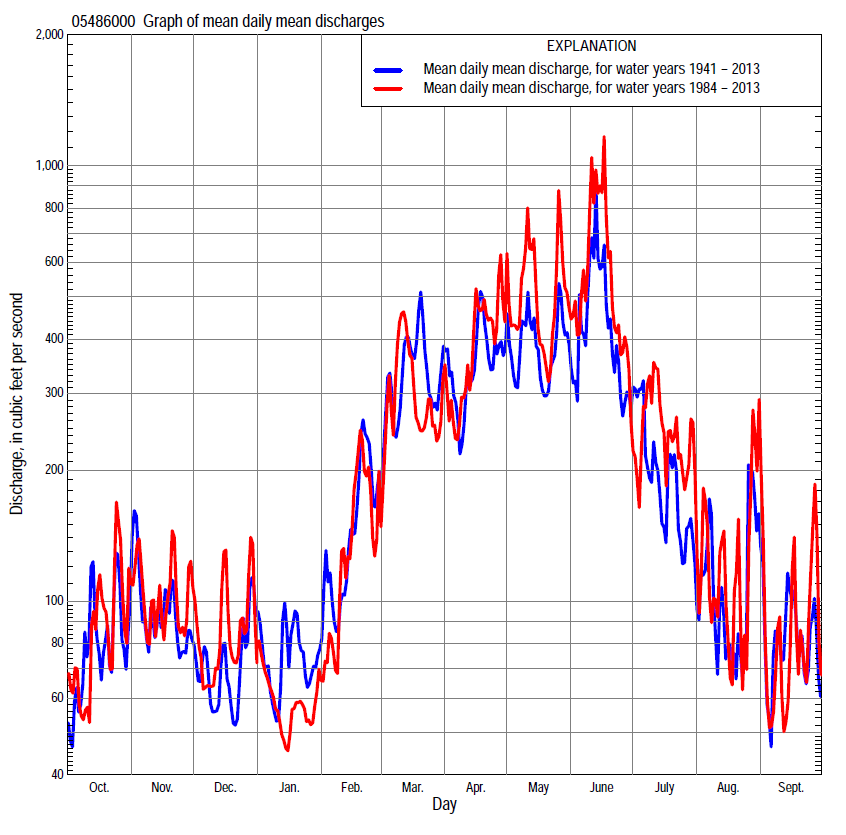 05486000 Graph of mean daily mean discharges
EXPLANATION
Mean daily mean discharge, for water years 1941 – 2013
Mean daily mean discharge, for water years 1984 – 2013
Discharge, in cubic feet per second
2,000
1,000
800
600
400
300
200
100
80
60
40
Oct. Nov. Dec. Jan. Feb. Mar. Apr. May June July Aug. Sept.
Day